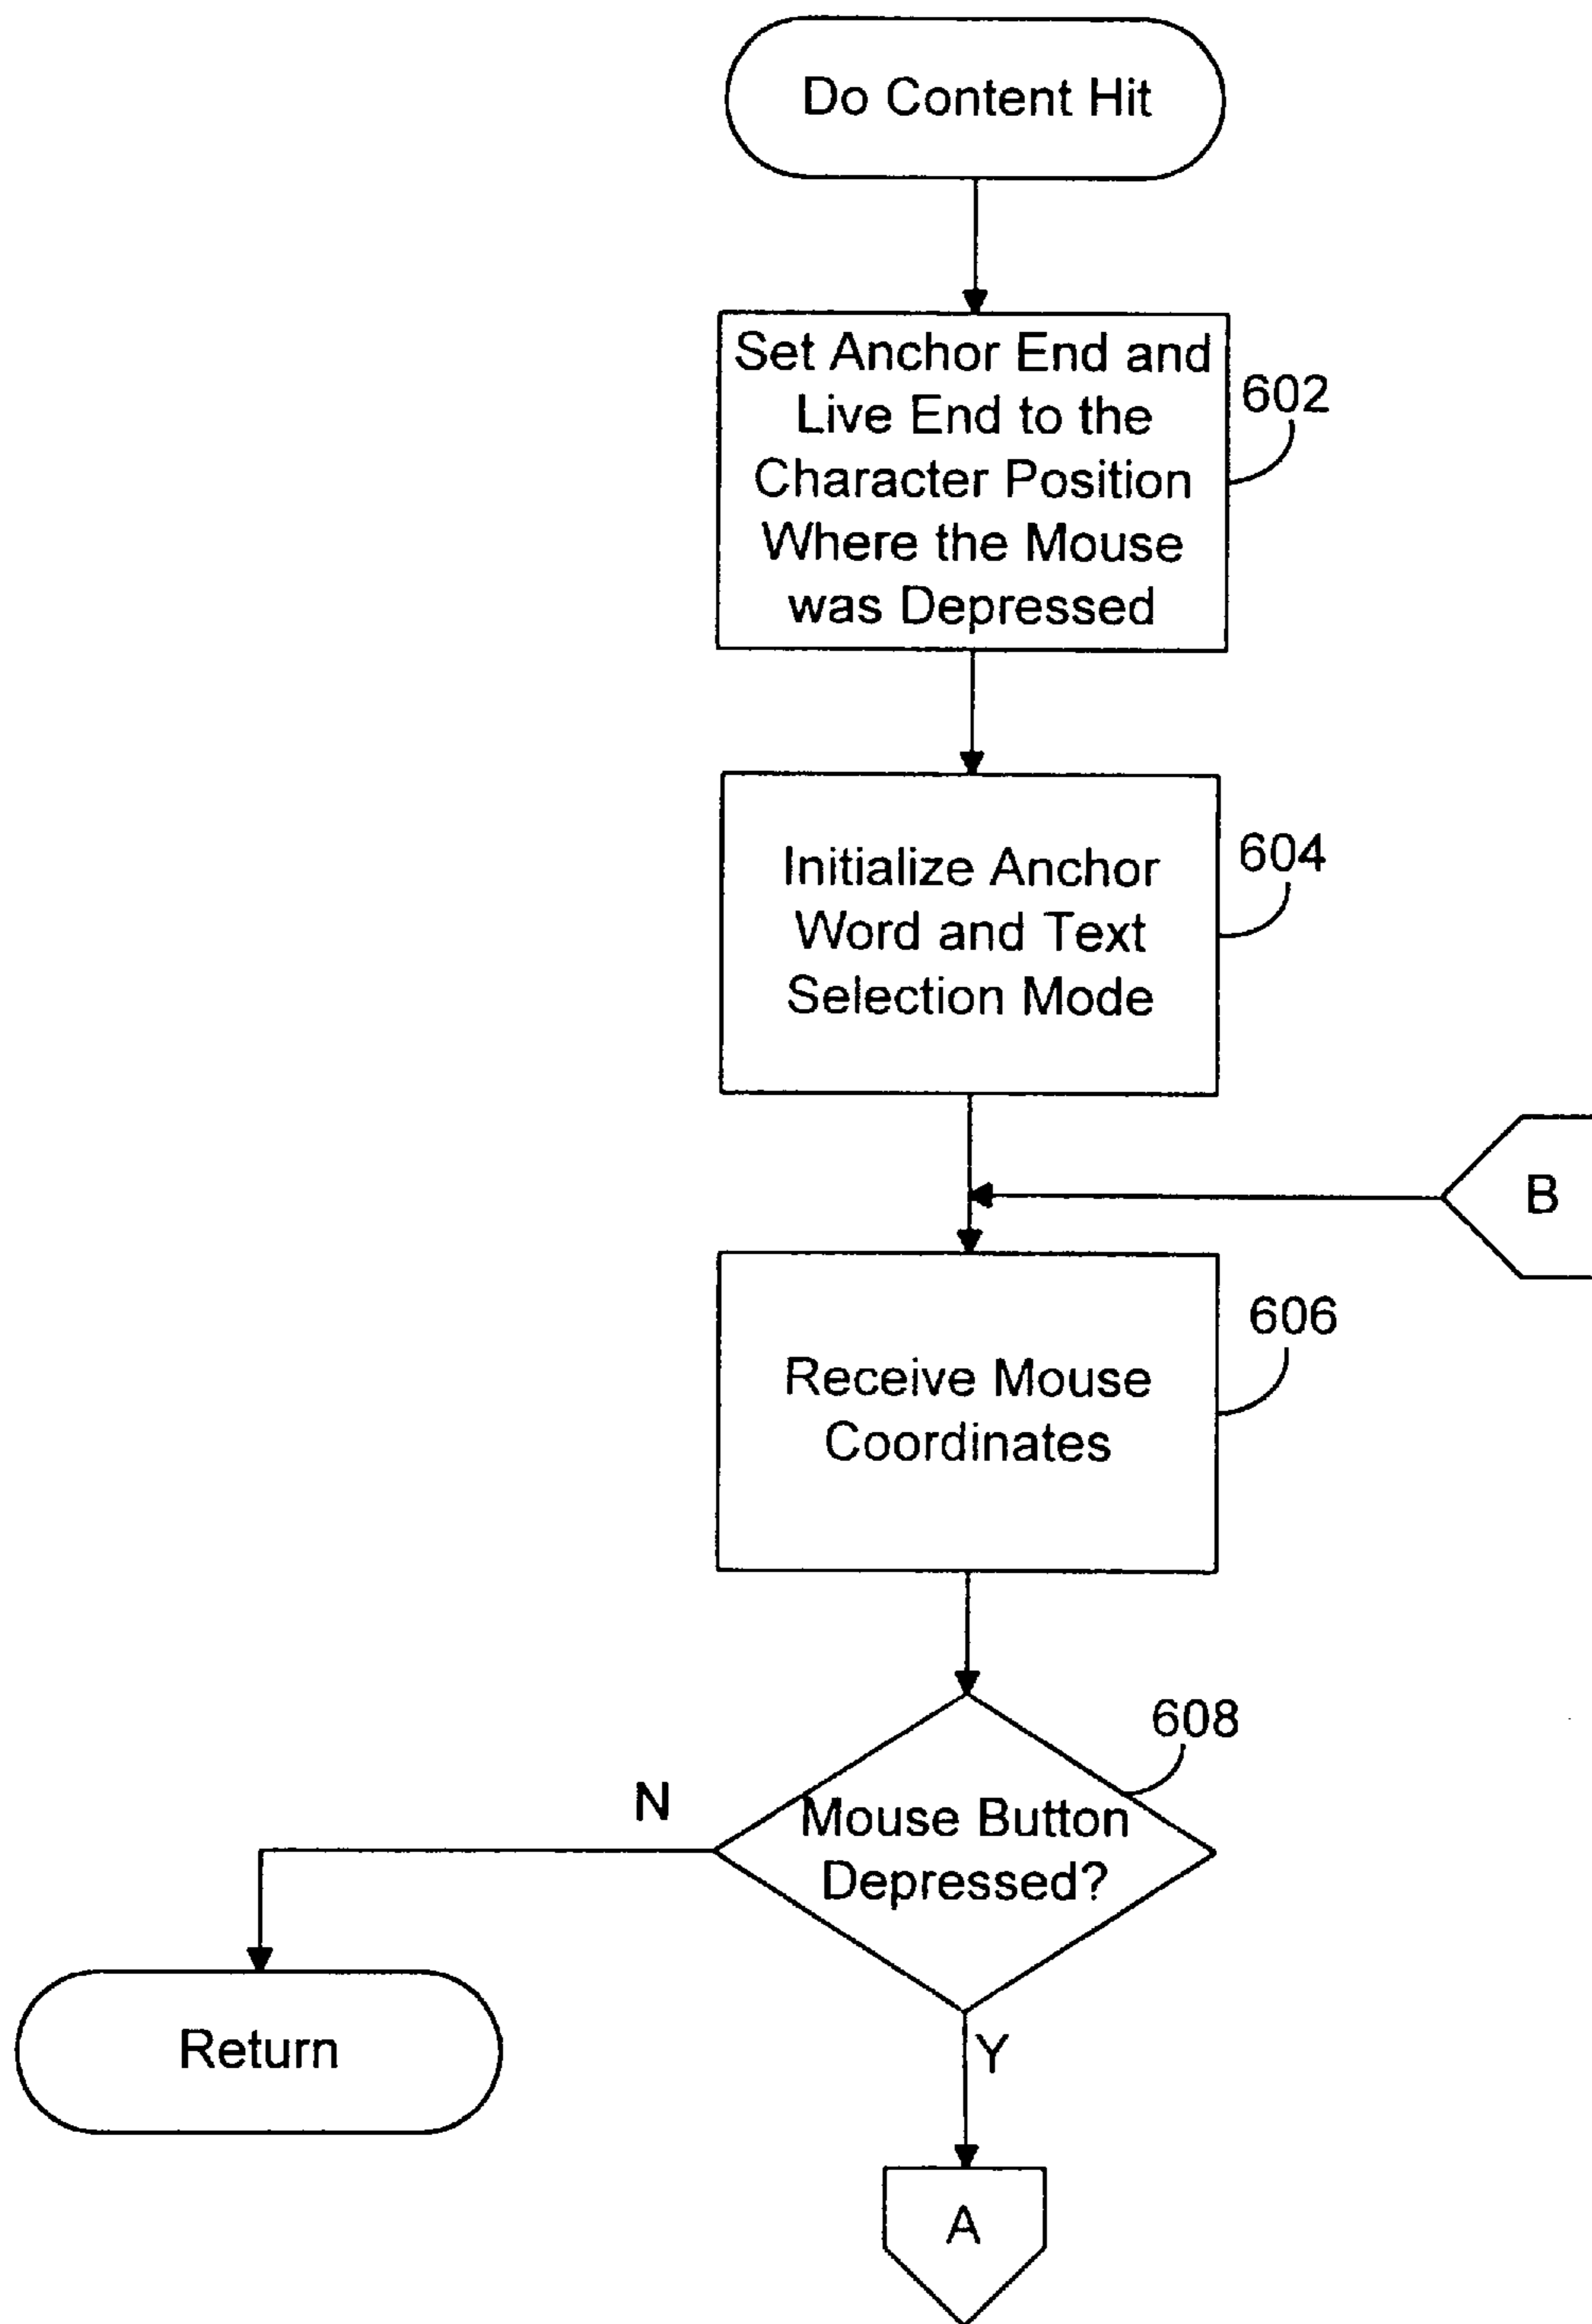 Do Content Hit
Set Anchor End and
Live End to the
Character Position
Where the Mouse
was Depressed
602
Initialize Anchor
Word and Text
Selection Mode
604
B
Receive Mouse
Coordinates
606
608
Mouse Button
Depressed?
N
Return
Y
A